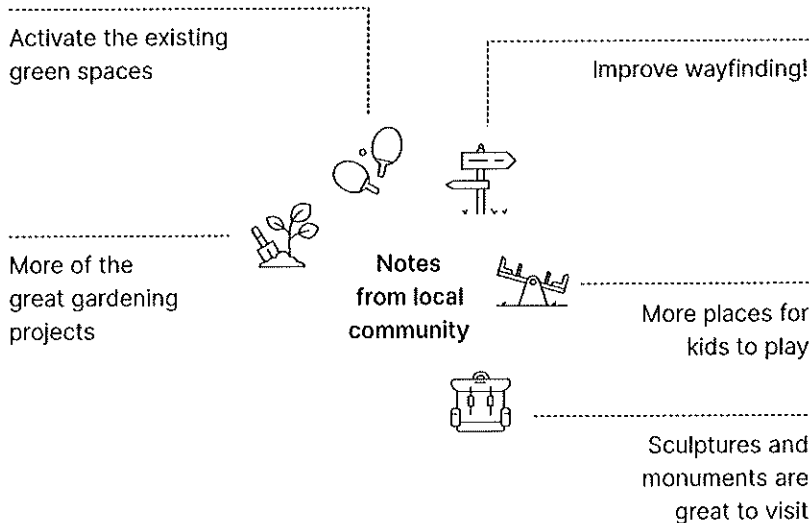 Activate the existing
green spaces
Improve wayfinding!
More of the
great gardening
projects
Notes
from local
community
More places for
kids to play
Sculptures and
monuments are
great to visit